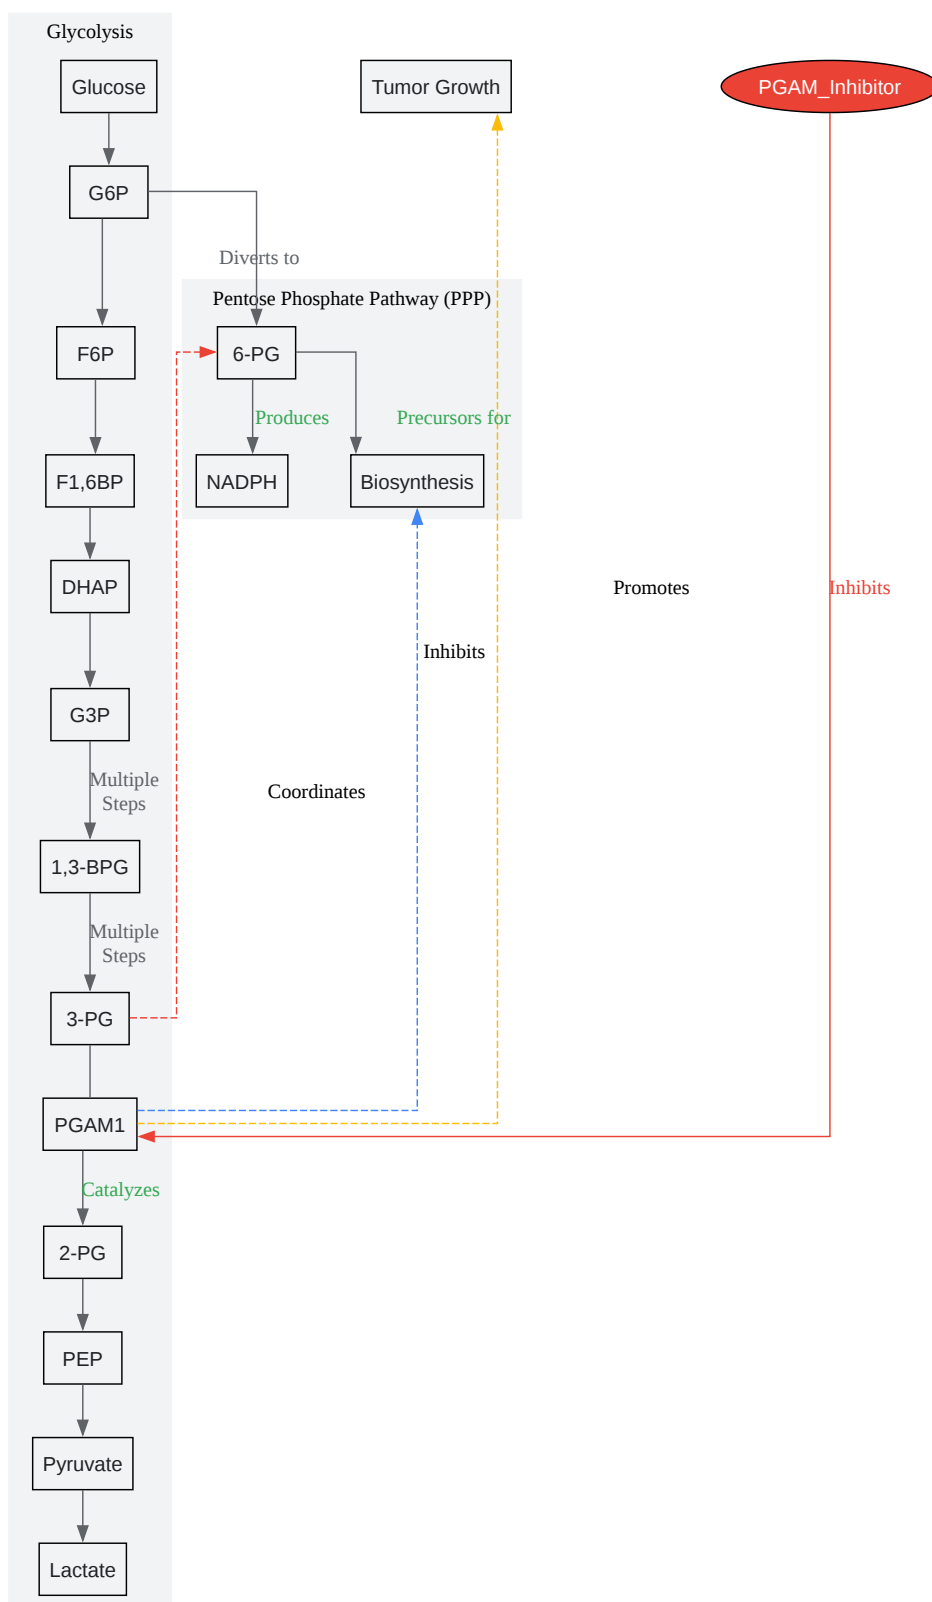 Glycolysis
Glucose
Tumor Growth
PGAM_Inhibitor
G6P
Diverts to
Pentose Phosphate Pathway (PPP)
F6P
6-PG
Produces
Precursors for
F1,6BP
NADPH
Biosynthesis
DHAP
Promotes
Inhibits
Inhibits
G3P
Multiple
Steps
Coordinates
1,3-BPG
Multiple
Steps
3-PG
PGAM1
Catalyzes
2-PG
PEP
Pyruvate
Lactate